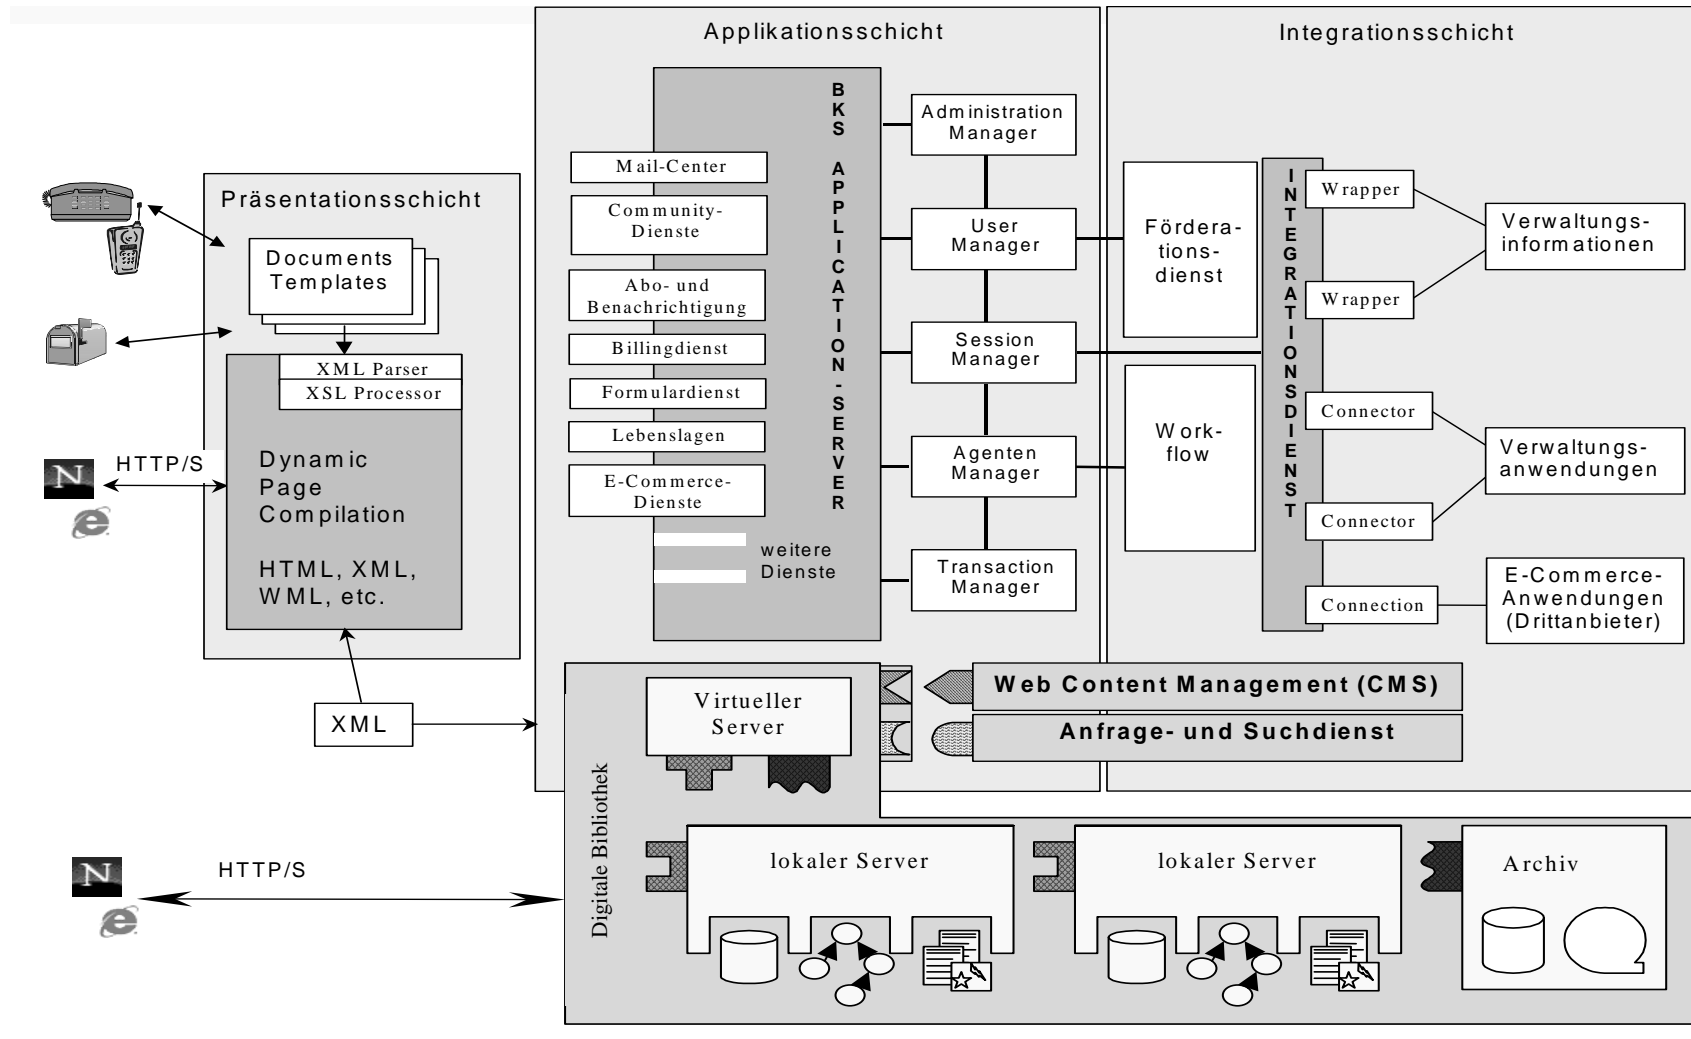 Applikationsschicht
Integrationsschicht
Präsentationsschicht
Documents
Templates
XML Parser
XSL Processor
HTTP/S
N
e
Dynamic
Page
Compilation
HTML, XML,
WML, etc.
XML
BKS APPLICATION-SERVER
Mail-Center
Community-
Dienste
Abo- und
Benachrichtigung
Billingdienst
Formulardienst
Lebenslagen
E-Commerce-
Dienste
weitere
Dienste
Administration
Manager
User
Manager
Session
Manager
Agenten
Manager
Transaction
Manager
Fördera-
tions-
dienst
Work-
flow
INTEGRATIONSDIENST
Wrapper
Wrapper
Connector
Connector
Connection
Verwaltungs-
informationen
Verwaltungs-
anwendungen
E-Commerce-
Anwendungen
(Drittanbieter)
Web Content Management (CMS)
Anfrage- und Suchdienst
Virtueller
Server
Digitale Bibliothek
HTTP/S
N
e
lokaler Server
lokaler Server
Archiv